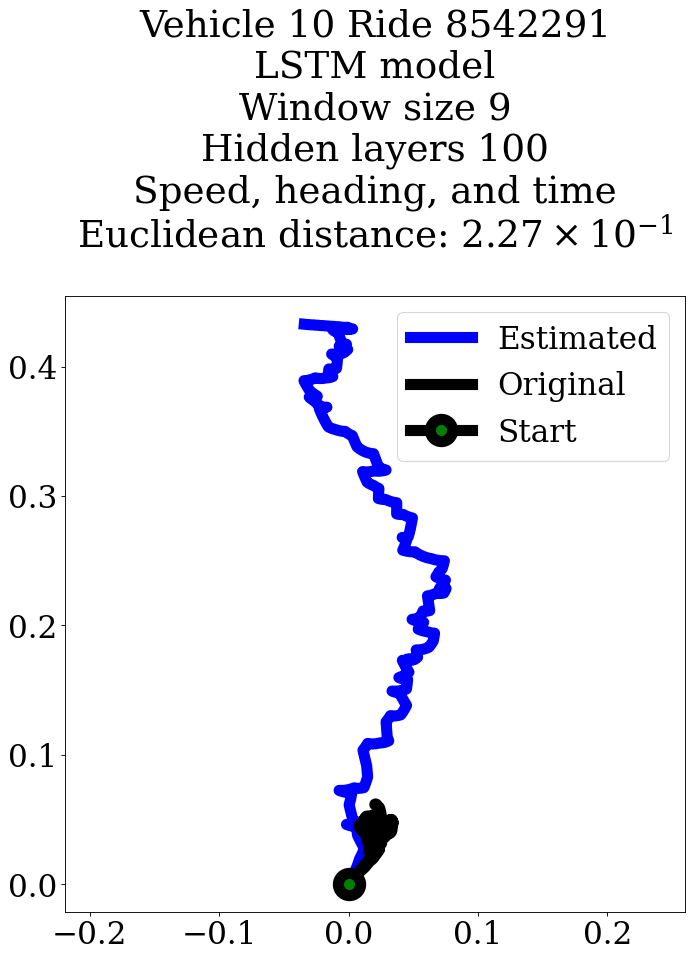 Vehicle 10 Ride 8542291
LSTM model
Window size 9
Hidden layers 100
Speed, heading, and time
Euclidean distance: 2.27 × 10⁻¹
Estimated
Original
Start
0.4
0.3
0.2
0.1
0.0
−0.2
−0.1
0.0
0.1
0.2